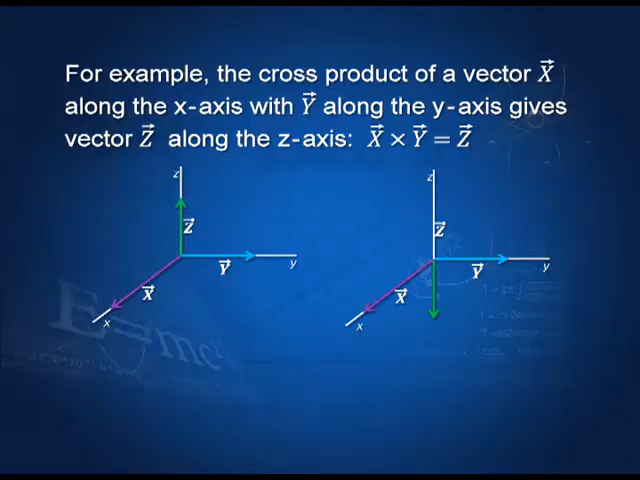 For example, the cross product of a vector X⃗
along the x-axis with Y⃗ along the y-axis gives
vector Z⃗ along the z-axis: X⃗ × Y⃗ = Z⃗
z
z
Z⃗
Z⃗
Y⃗
y
Y⃗
y
X⃗
X⃗
x
x
E=mc²